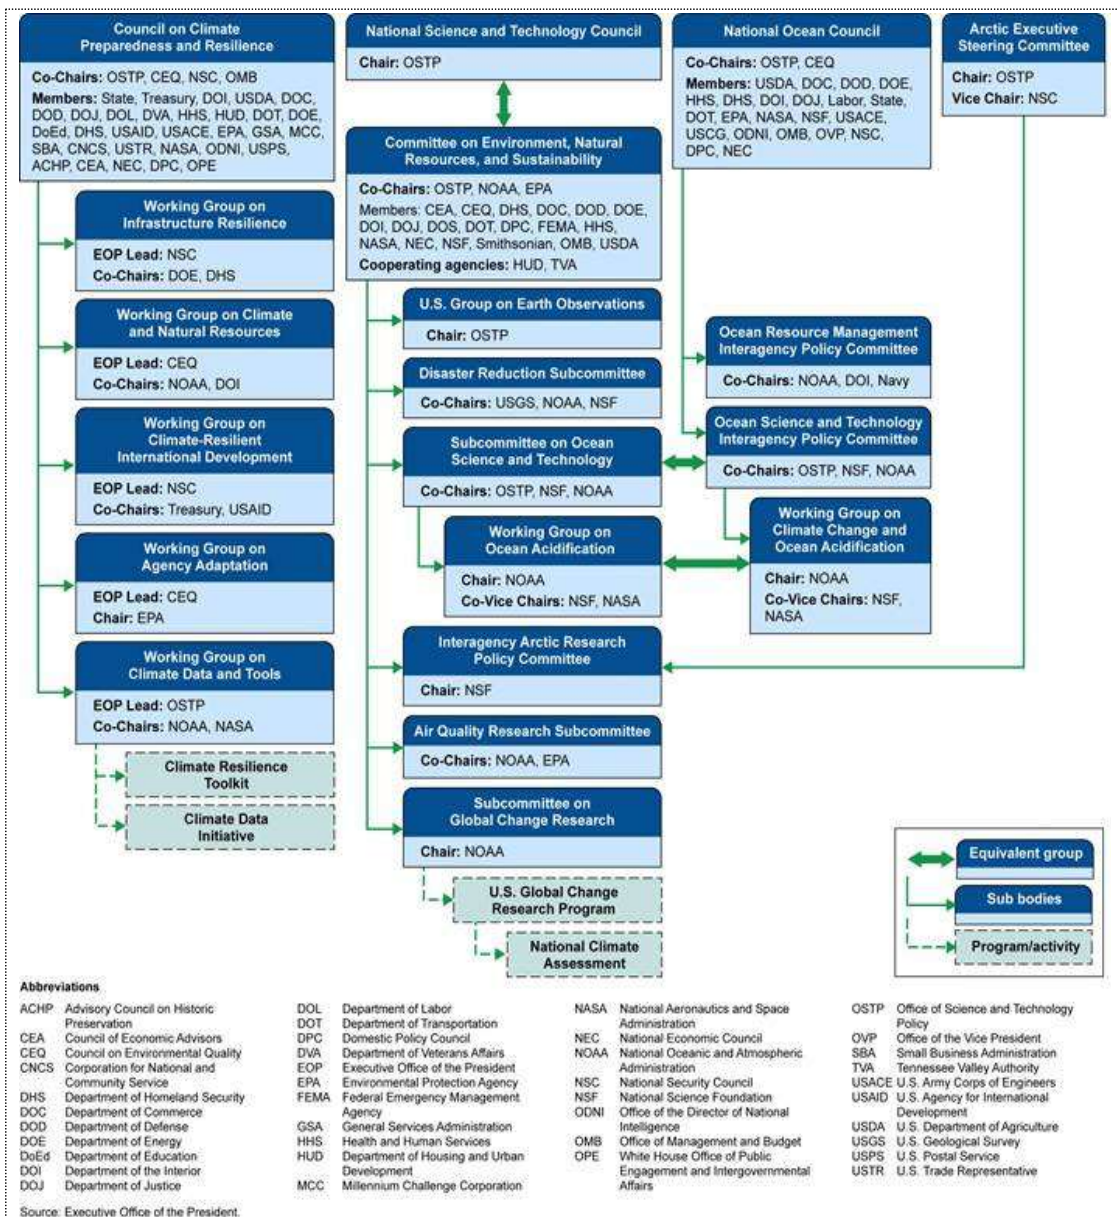 Council on Climate
Preparedness and Resilience
Co-Chairs: OSTP, CEQ, NSC, OMB
Members: State, Treasury, DOI, USDA, DOC,
DOD, DOJ, DOL, DVA, HHS, HUD, DOT, DOE,
DoEd, DHS, USAID, USACE, EPA, GSA, MCC,
SBA, CNCS, USTR, NASA, ODNI, USPS,
ACHP, CEA, NEC, DPC, OPE
Working Group on
Infrastructure Resilience
EOP Lead: NSC
Co-Chairs: DOE, DHS
Working Group on Climate
and Natural Resources
EOP Lead: CEQ
Co-Chairs: NOAA, DOI
Working Group on
Climate-Resilient
International Development
EOP Lead: NSC
Co-Chairs: Treasury, USAID
Working Group on
Agency Adaptation
EOP Lead: CEQ
Chair: EPA
Working Group on
Climate Data and Tools
EOP Lead: OSTP
Co-Chairs: NOAA, NASA
Climate Resilience
Toolkit
Climate Data
Initiative
National Science and Technology Council
Chair: OSTP
Committee on Environment, Natural
Resources, and Sustainability
Co-Chairs: OSTP, NOAA, EPA
Members: CEA, CEQ, DHS, DOC, DOD, DOE,
DOI, DOJ, DOS, DOT, DPC, FEMA, HHS,
NASA, NEC, NSF, Smithsonian, OMB, USDA
Cooperating agencies: HUD, TVA
U.S. Group on Earth Observations
Chair: OSTP
Disaster Reduction Subcommittee
Co-Chairs: USGS, NOAA, NSF
Subcommittee on Ocean
Science and Technology
Co-Chairs: OSTP, NSF, NOAA
Working Group on
Ocean Acidification
Chair: NOAA
Co-Vice Chairs: NSF, NASA
Interagency Arctic Research
Policy Committee
Chair: NSF
Air Quality Research Subcommittee
Co-Chairs: NOAA, EPA
Subcommittee on
Global Change Research
Chair: NOAA
U.S. Global Change
Research Program
National Climate
Assessment
National Ocean Council
Co-Chairs: OSTP, CEQ
Members: USDA, DOC, DOD, DOE,
HHS, DHS, DOI, DOJ, Labor, State,
DOT, EPA, NASA, NSF, USACE,
USCG, ODNI, OMB, OVP, NSC,
DPC, NEC
Ocean Resource Management
Interagency Policy Committee
Co-Chairs: NOAA, DOI, Navy
Ocean Science and Technology
Interagency Policy Committee
Co-Chairs: OSTP, NSF, NOAA
Working Group on
Climate Change and
Ocean Acidification
Chair: NOAA
Co-Vice Chairs: NSF,
NASA
Arctic Executive
Steering Committee
Chair: OSTP
Vice Chair: NSC
Equivalent group
Sub bodies
Program/activity
Abbreviations
ACHP Advisory Council on Historic
Preservation
CEA Council of Economic Advisors
CEQ Council on Environmental Quality
CNCS Corporation for National and
Community Service
DHS Department of Homeland Security
DOC Department of Commerce
DOD Department of Defense
DOE Department of Energy
DoEd Department of Education
DOI Department of the Interior
DOJ Department of Justice
DOL Department of Labor
DOT Department of Transportation
DPC Domestic Policy Council
DVA Department of Veterans Affairs
EOP Executive Office of the President
EPA Environmental Protection Agency
FEMA Federal Emergency Management
Agency
GSA General Services Administration
HHS Health and Human Services
HUD Department of Housing and Urban
Development
MCC Millennium Challenge Corporation
NASA National Aeronautics and Space
Administration
NEC National Economic Council
NOAA National Oceanic and Atmospheric
Administration
NSC National Security Council
NSF National Science Foundation
ODNI Office of the Director of National
Intelligence
OMB Office of Management and Budget
OPE White House Office of Public
Engagement and Intergovernmental
Affairs
OSTP Office of Science and Technology
Policy
OVP Office of the Vice President
SBA Small Business Administration
TVA Tennessee Valley Authority
USACE U.S. Army Corps of Engineers
USAID U.S. Agency for International
Development
USDA U.S. Department of Agriculture
USGS U.S. Geological Survey
USPS U.S. Postal Service
USTR U.S. Trade Representative
Source: Executive Office of the President.